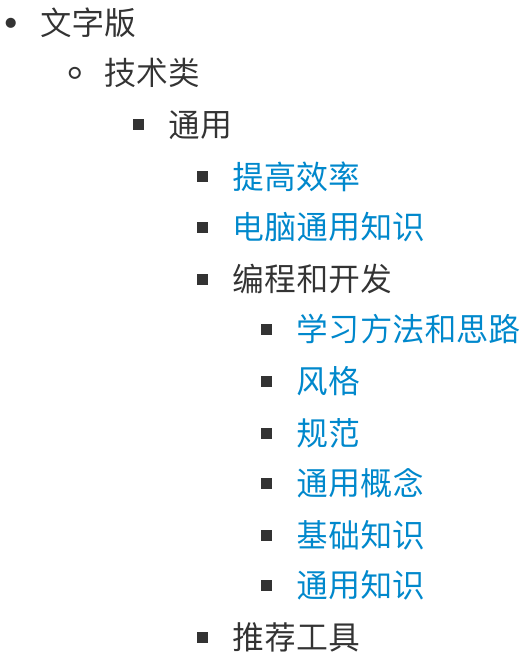 文字版
技术类
通用
提高效率
电脑通用知识
编程和开发
学习方法和思路
风格
规范
通用概念
基础知识
通用知识
推荐工具